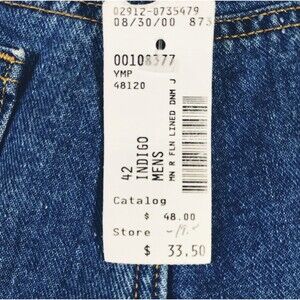 02912-0735479
08/30/00 873
00108377
YMP
48120
42
INDIGO
MENS
MN R FLN LINED DNM J
Catalog
$ 48.00
Store
$ 33.50